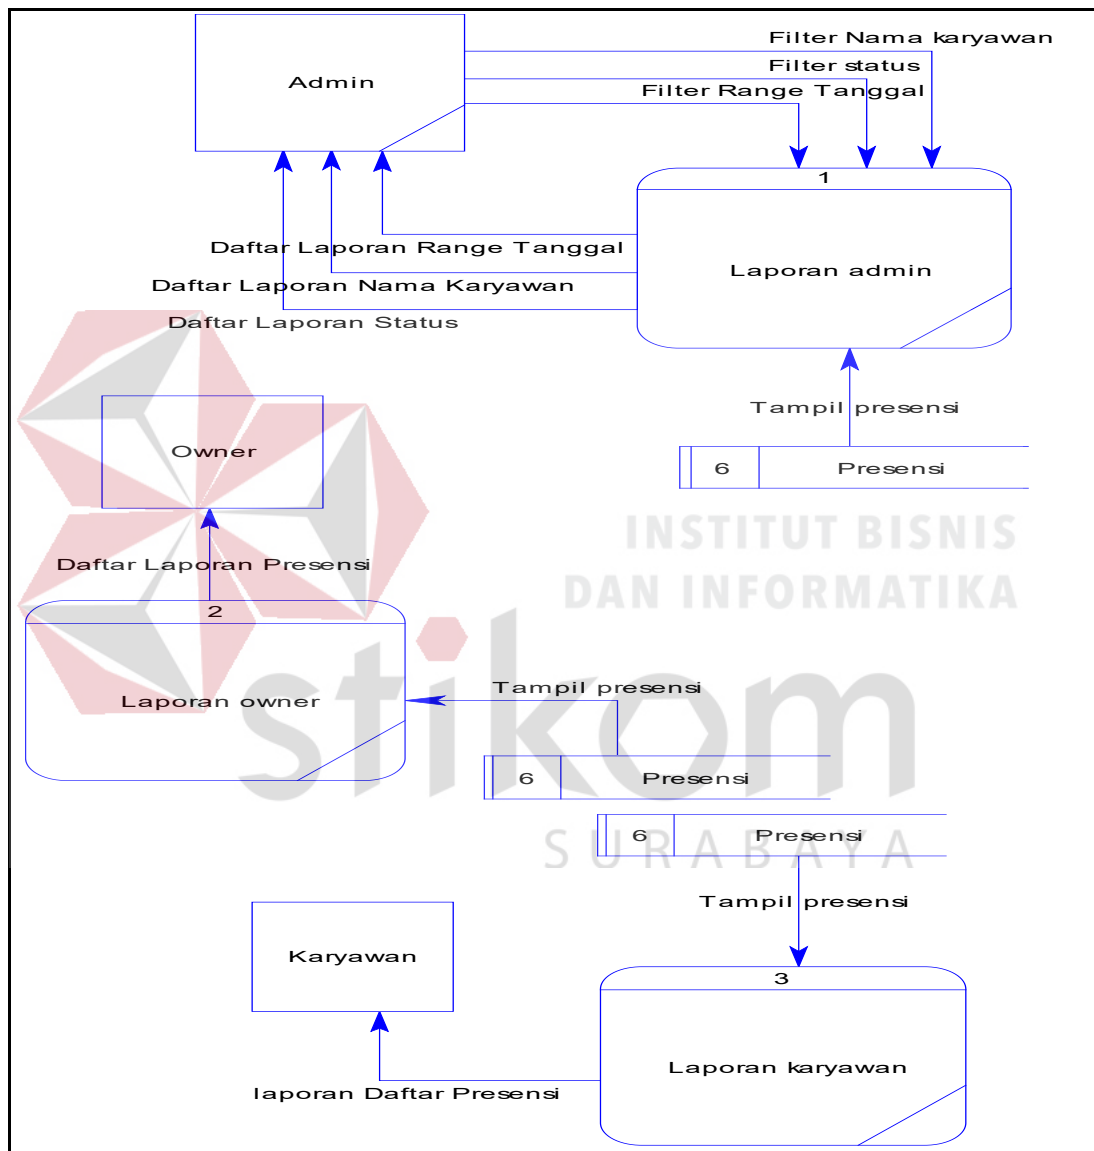 Filter Nama karyawan
Filter status
Filter Range Tanggal
Admin
1
Laporan admin
Daftar Laporan Range Tanggal
Daftar Laporan Nama Karyawan
Daftar Laporan Status
Tampil presensi
6 Presensi
Owner
INSTITUT BISNIS
DAN INFORMATIKA
Daftar Laporan Presensi
2
Laporan owner
stikom
Tampil presensi
6 Presensi
6 Presensi
SURABAYA
Tampil presensi
Karyawan
3
Laporan karyawan
laporan Daftar Presensi